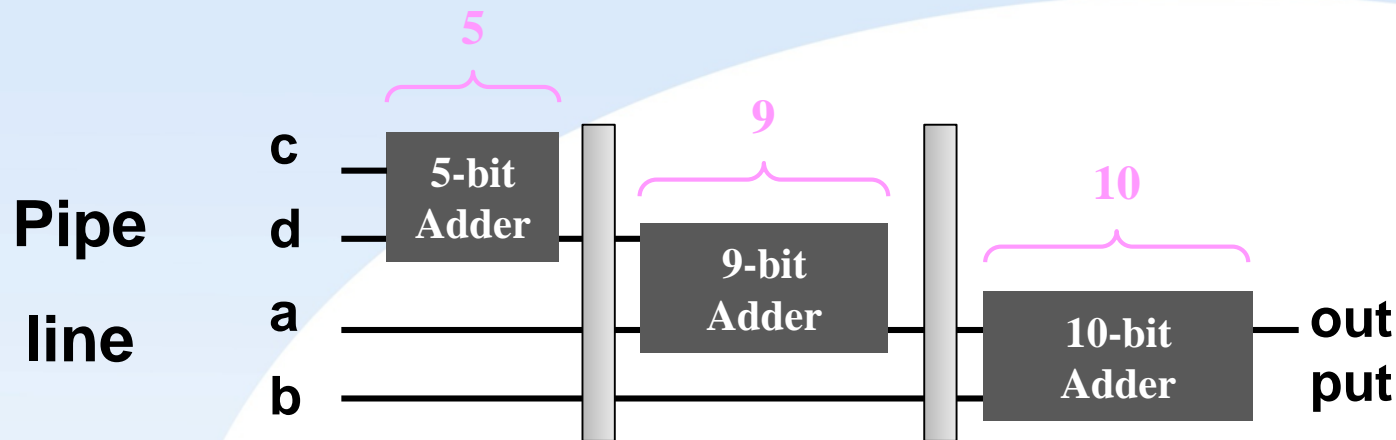 5
9
10
c
d
a
b
Pipe
line
5-bit
Adder
9-bit
Adder
10-bit
Adder
out
put